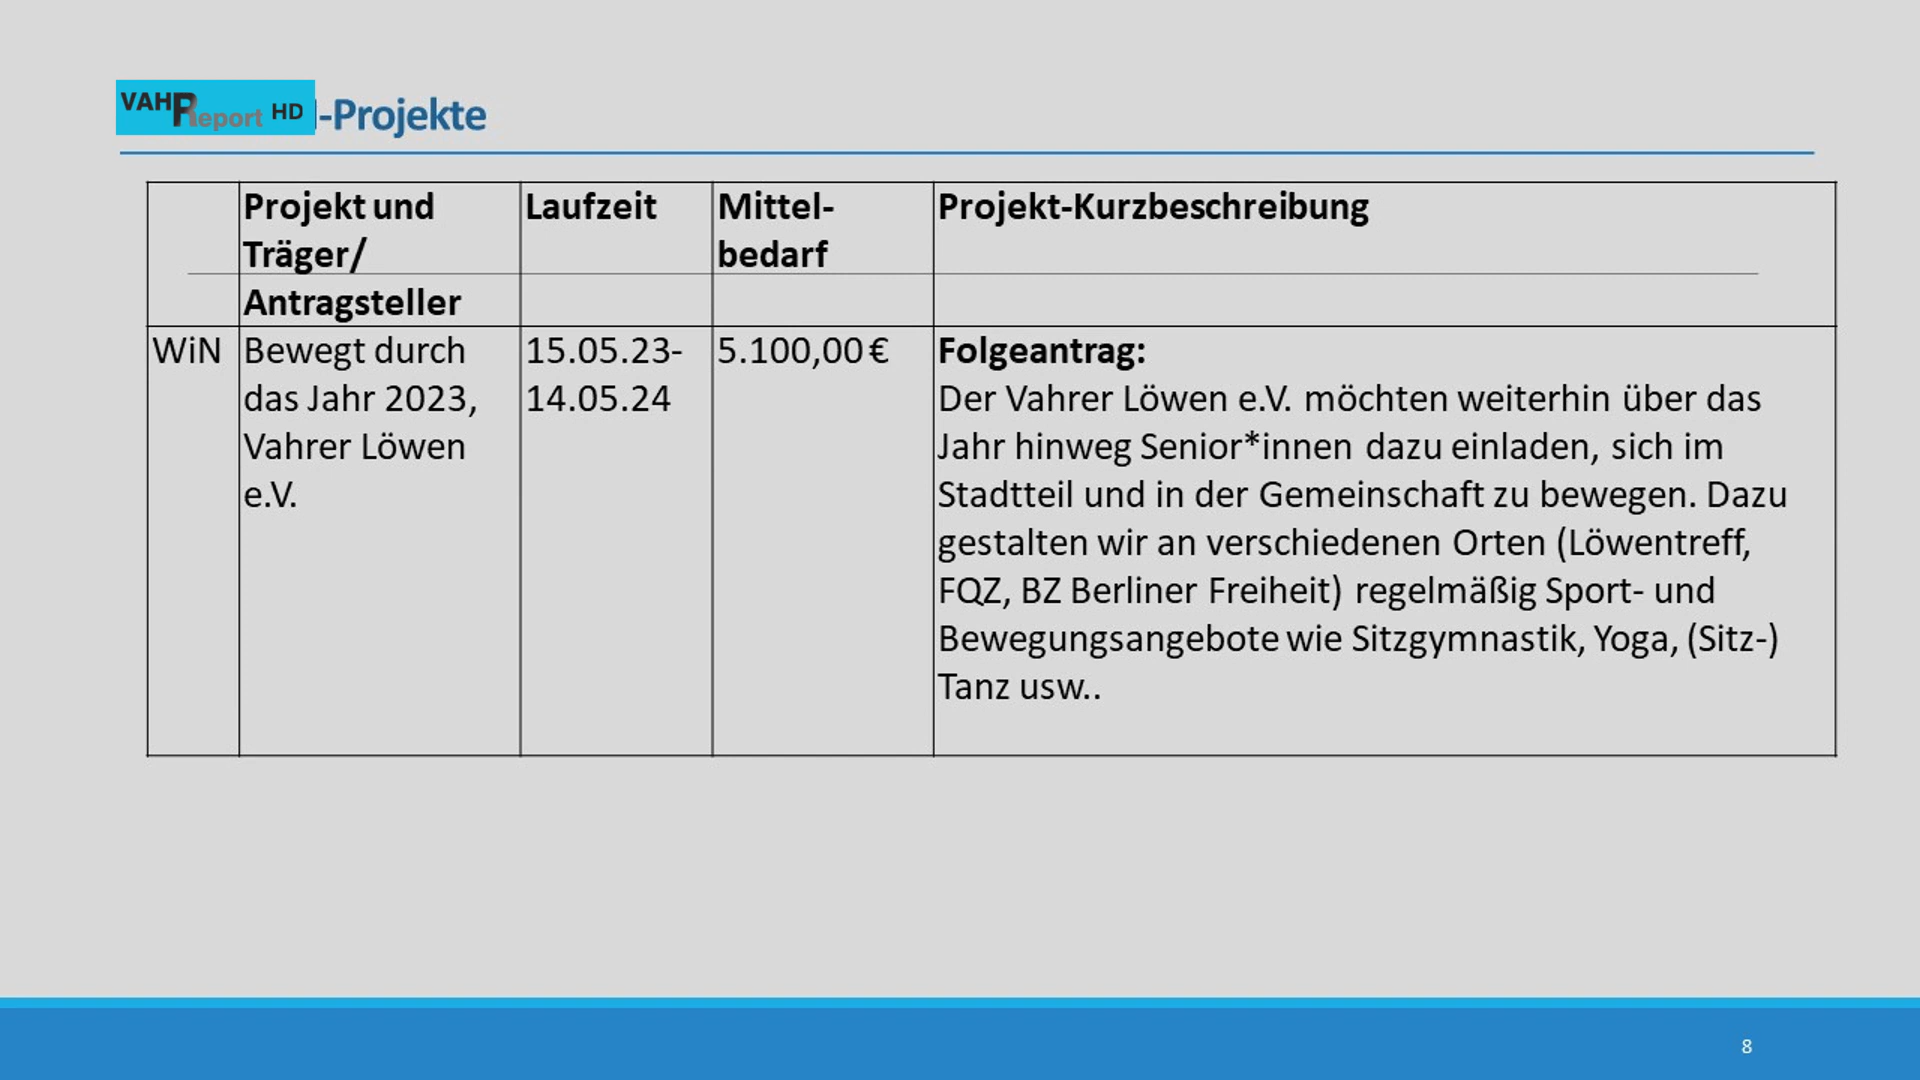 VAHReport HD
-Projekte
Projekt und
Träger/
Antragsteller
Laufzeit
Mittel-
bedarf
Projekt-Kurzbeschreibung
WiN
Bewegt durch
das Jahr 2023,
Vahrer Löwen
e.V.
15.05.23-
14.05.24
5.100,00 €
Folgeantrag:
Der Vahrer Löwen e.V. möchten weiterhin über das
Jahr hinweg Senior*innen dazu einladen, sich im
Stadtteil und in der Gemeinschaft zu bewegen. Dazu
gestalten wir an verschiedenen Orten (Löwentreff,
FQZ, BZ Berliner Freiheit) regelmäßig Sport- und
Bewegungsangebote wie Sitzgymnastik, Yoga, (Sitz-)
Tanz usw..
8